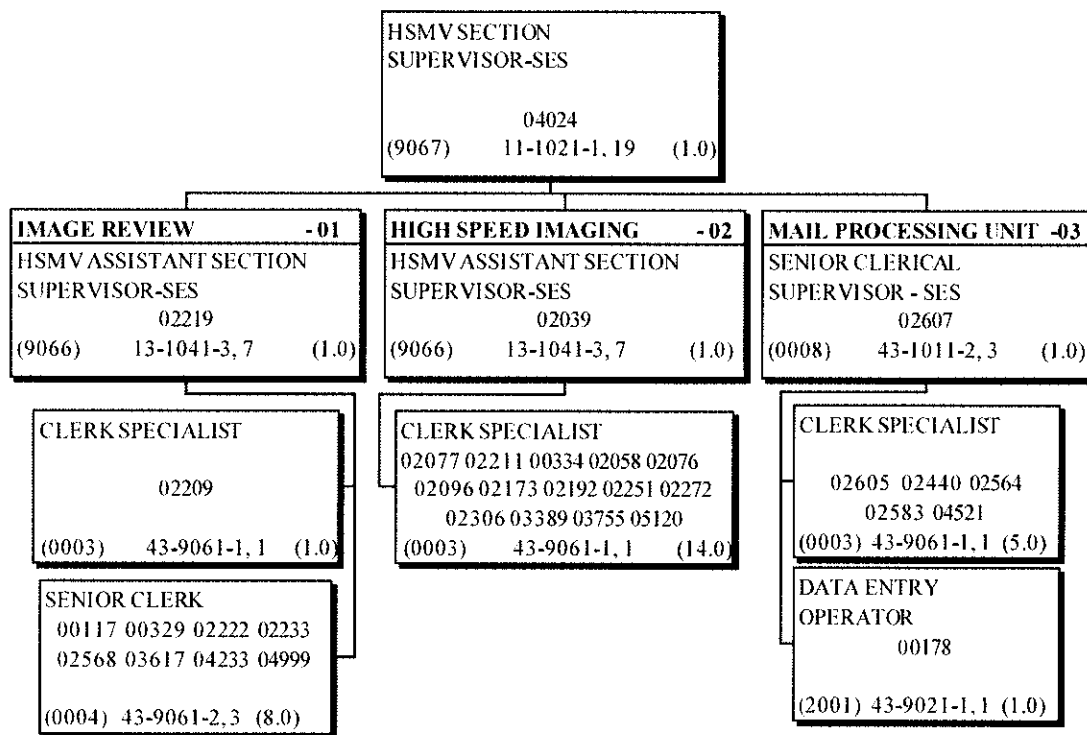 HSMV SECTION
SUPERVISOR-SES
04024
(9067) 11-1021-1, 19 (1.0)
IMAGE REVIEW - 01
HSMV ASSISTANT SECTION
SUPERVISOR-SES
02219
(9066) 13-1041-3, 7 (1.0)
HIGH SPEED IMAGING - 02
HSMV ASSISTANT SECTION
SUPERVISOR-SES
02039
(9066) 13-1041-3, 7 (1.0)
MAIL PROCESSING UNIT -03
SENIOR CLERICAL
SUPERVISOR - SES
02607
(0008) 43-1011-2, 3 (1.0)
CLERK SPECIALIST
02209
(0003) 43-9061-1, 1 (1.0)
CLERK SPECIALIST
02077 02211 00334 02058 02076
02096 02173 02192 02251 02272
02306 03389 03755 05120
(0003) 43-9061-1, 1 (14.0)
CLERK SPECIALIST
02605 02440 02564
02583 04521
(0003) 43-9061-1, 1 (5.0)
SENIOR CLERK
00117 00329 02222 02233
02568 03617 04233 04999
(0004) 43-9061-2, 3 (8.0)
DATA ENTRY
OPERATOR
00178
(2001) 43-9021-1, 1 (1.0)